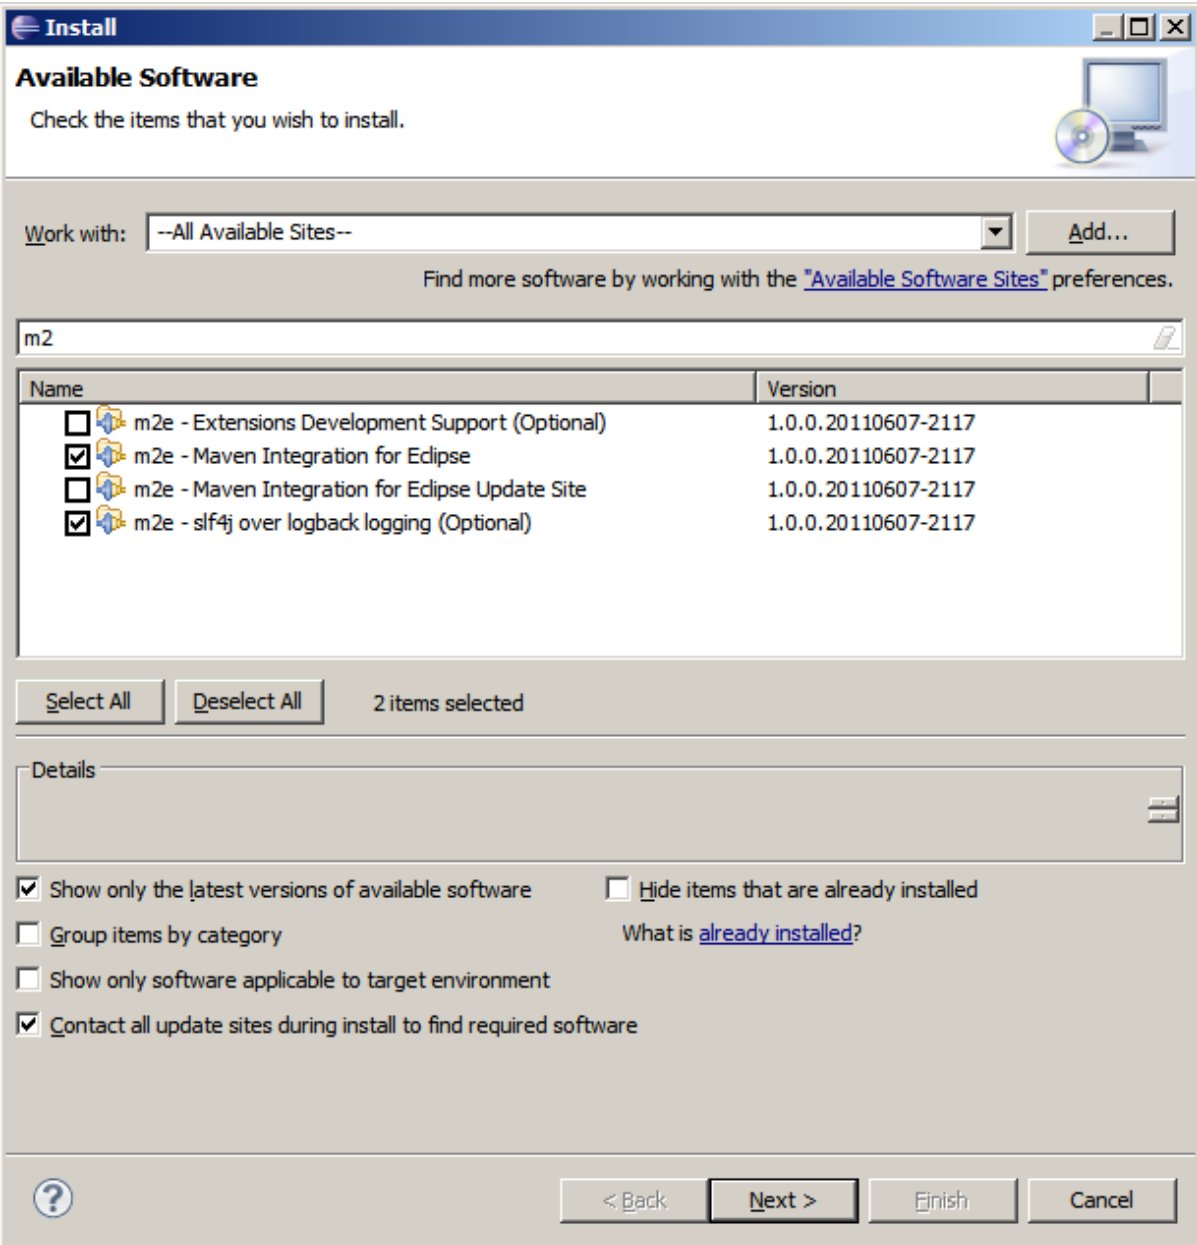 Install
Available Software
Check the items that you wish to install.
Work with: --All Available Sites-- Add...
Find more software by working with the "Available Software Sites" preferences.
m2
Name Version
m2e - Extensions Development Support (Optional) 1.0.0.20110607-2117
m2e - Maven Integration for Eclipse 1.0.0.20110607-2117
m2e - Maven Integration for Eclipse Update Site 1.0.0.20110607-2117
m2e - slf4j over logback logging (Optional) 1.0.0.20110607-2117
Select All Deselect All 2 items selected
Details
Show only the latest versions of available software Hide items that are already installed
Group items by category What is already installed?
Show only software applicable to target environment
Contact all update sites during install to find required software
? < Back Next > Finish Cancel